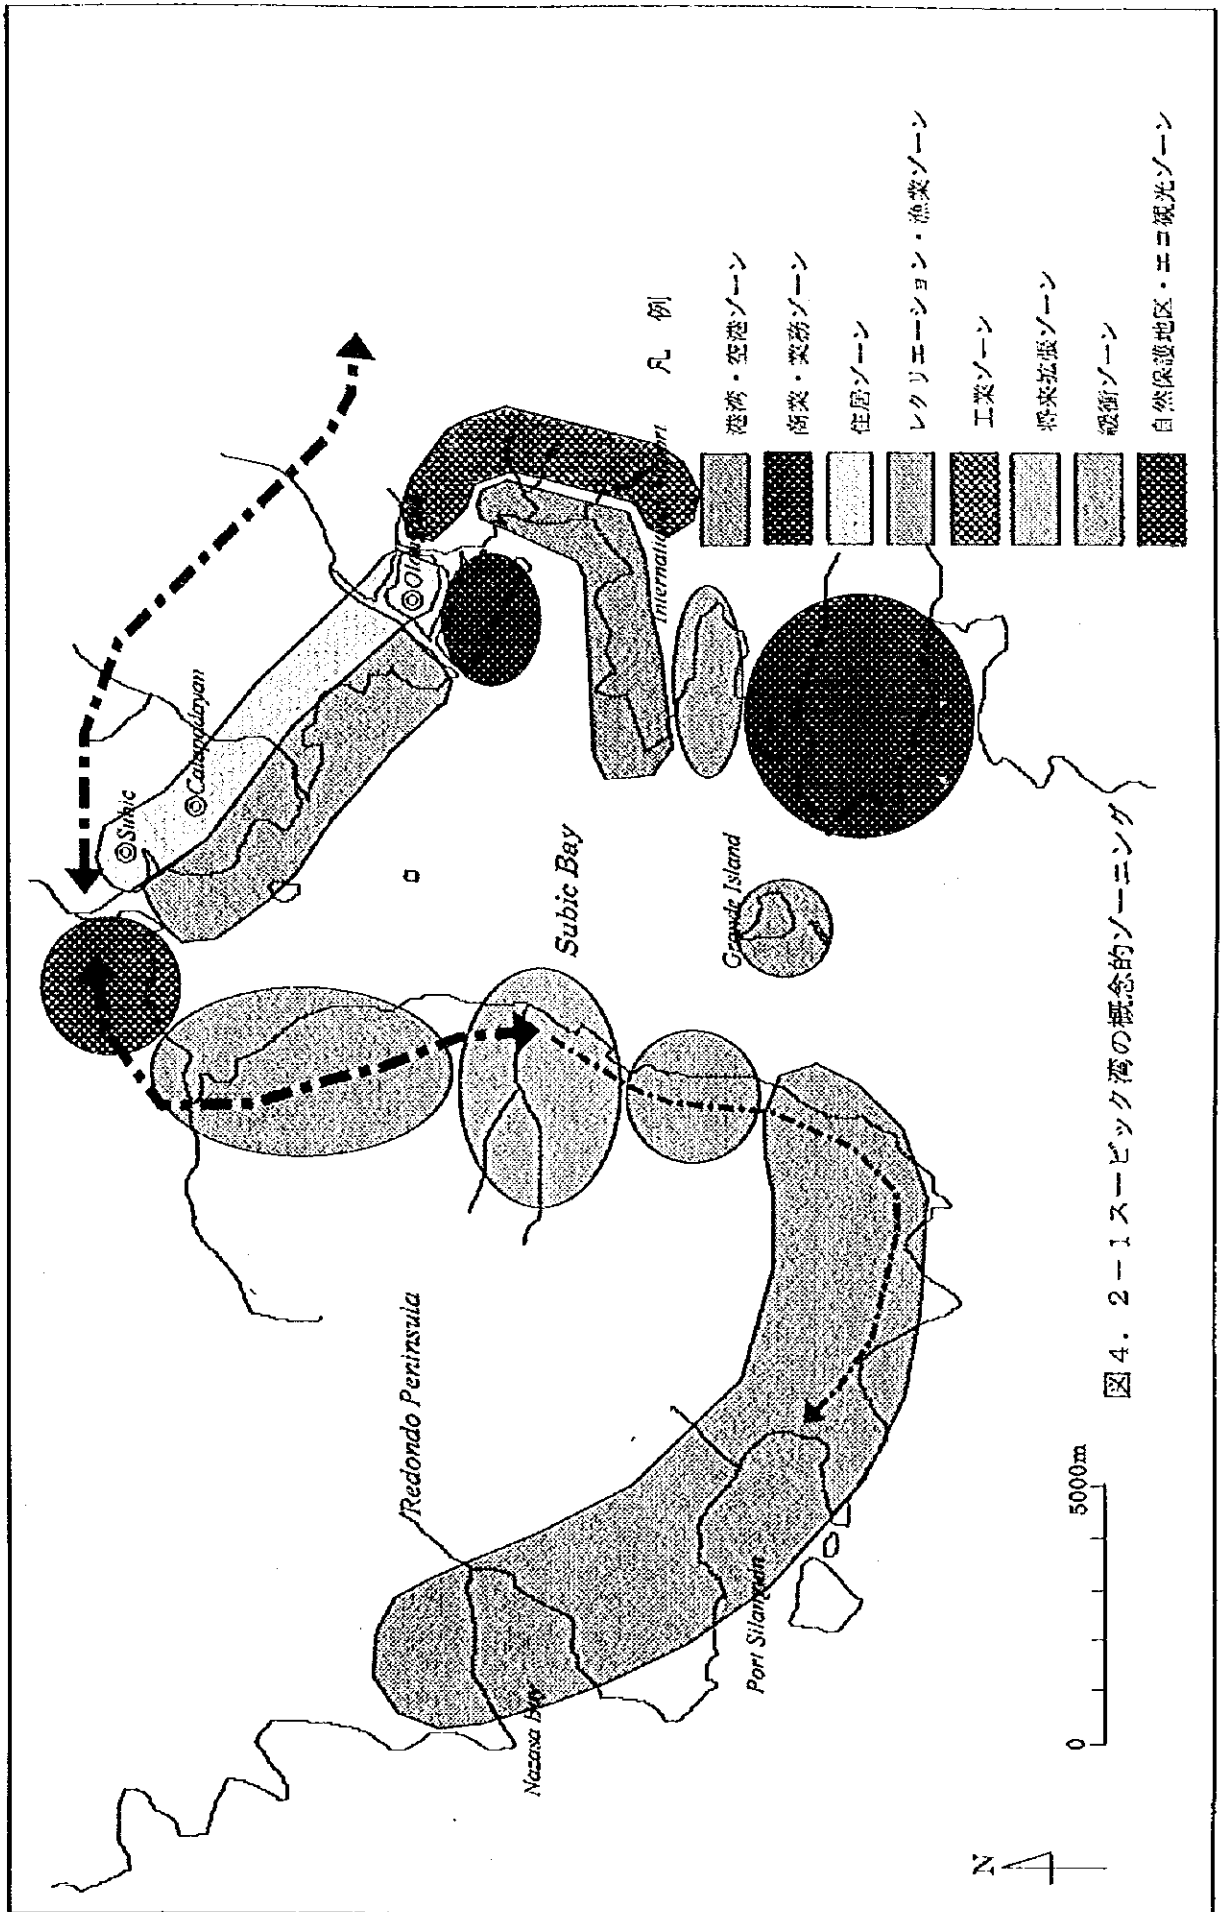 Subic
Calapadayan
Subic Bay
Grande Island
Redondo Peninsula
Nazasa Bay
Port Silanguin
International
凡 例
港湾・空港ゾーン
商業・業務ゾーン
住居ゾーン
レクリエーション・漁業ゾーン
工業ゾーン
将来拡張ゾーン
緩衝ゾーン
自然保護地区・エコ観光ゾーン
N
0
5000m
図4.2-1スービック湾の概念的ゾーニング